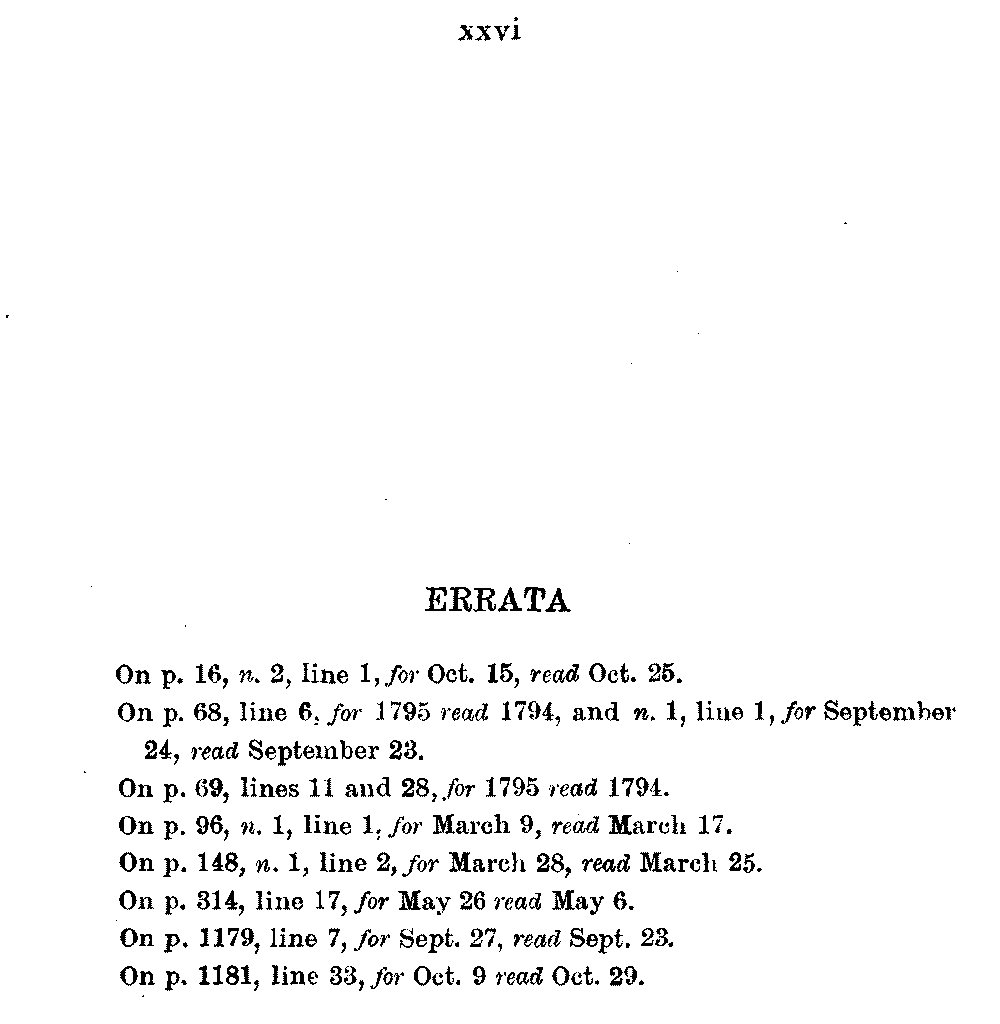 xxvi
ERRATA
On p. 16, n. 2, line 1, for Oct. 15, read Oct. 25.
On p. 68, line 6, for 1795 read 1794, and n. 1, line 1, for September
24, read September 23.
On p. 69, lines 11 and 28, for 1795 read 1794.
On p. 96, n. 1, line 1, for March 9, read March 17.
On p. 148, n. 1, line 2, for March 28, read March 25.
On p. 314, line 17, for May 26 read May 6.
On p. 1179, line 7, for Sept. 27, read Sept. 23.
On p. 1181, line 33, for Oct. 9 read Oct. 29.